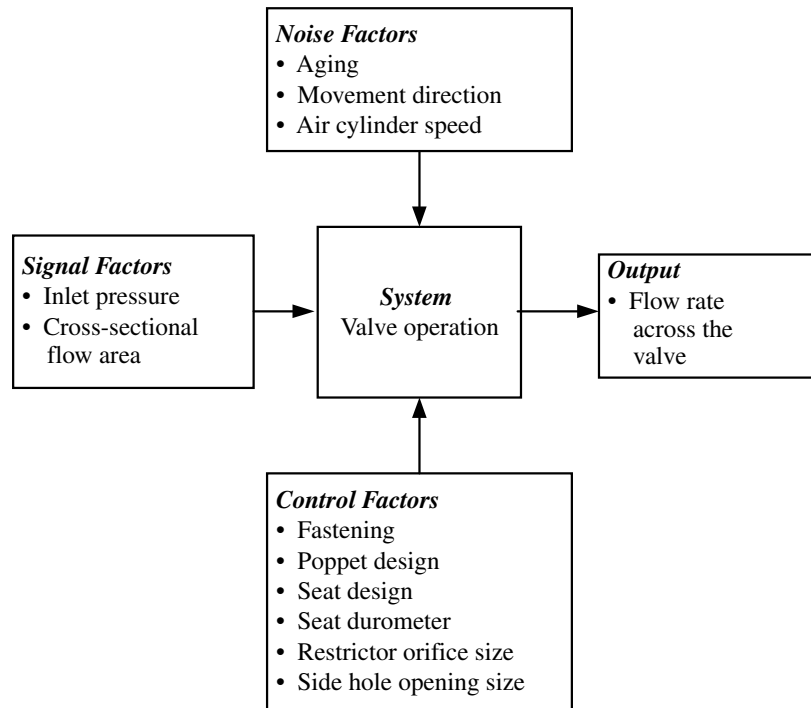 Noise Factors
• Aging
• Movement direction
• Air cylinder speed
Signal Factors
• Inlet pressure
• Cross-sectional
flow area
System
Valve operation
Output
• Flow rate
across the
valve
Control Factors
• Fastening
• Poppet design
• Seat design
• Seat durometer
• Restrictor orifice size
• Side hole opening size